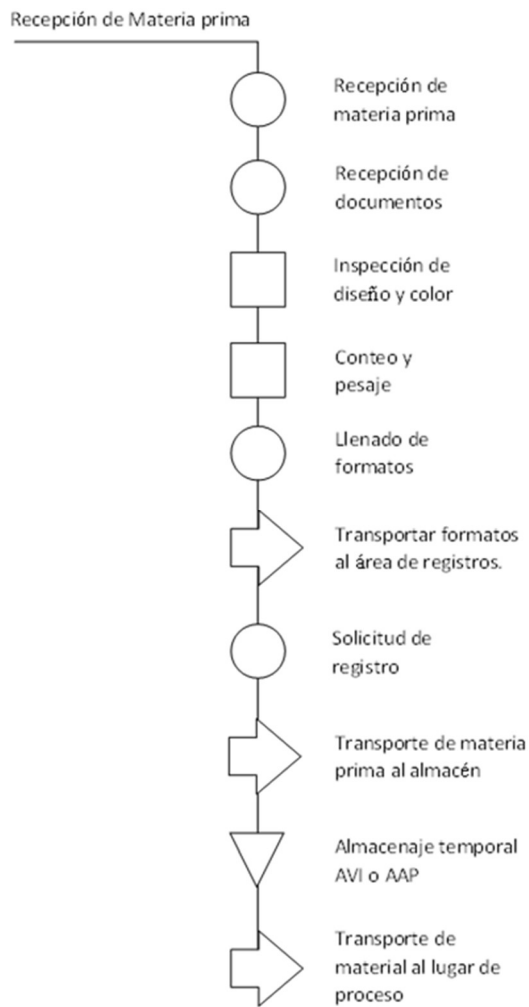 Recepción de Materia prima
Recepción de
materia prima
Recepción de
documentos
Inspección de
diseño y color
Conteo y
pesaje
Llenado de
formatos
Transportar formatos
al área de registros.
Solicitud de
registro
Transporte de materia
prima al almacén
Almacenaje temporal
AVI o AAP
Transporte de
material al lugar de
proceso